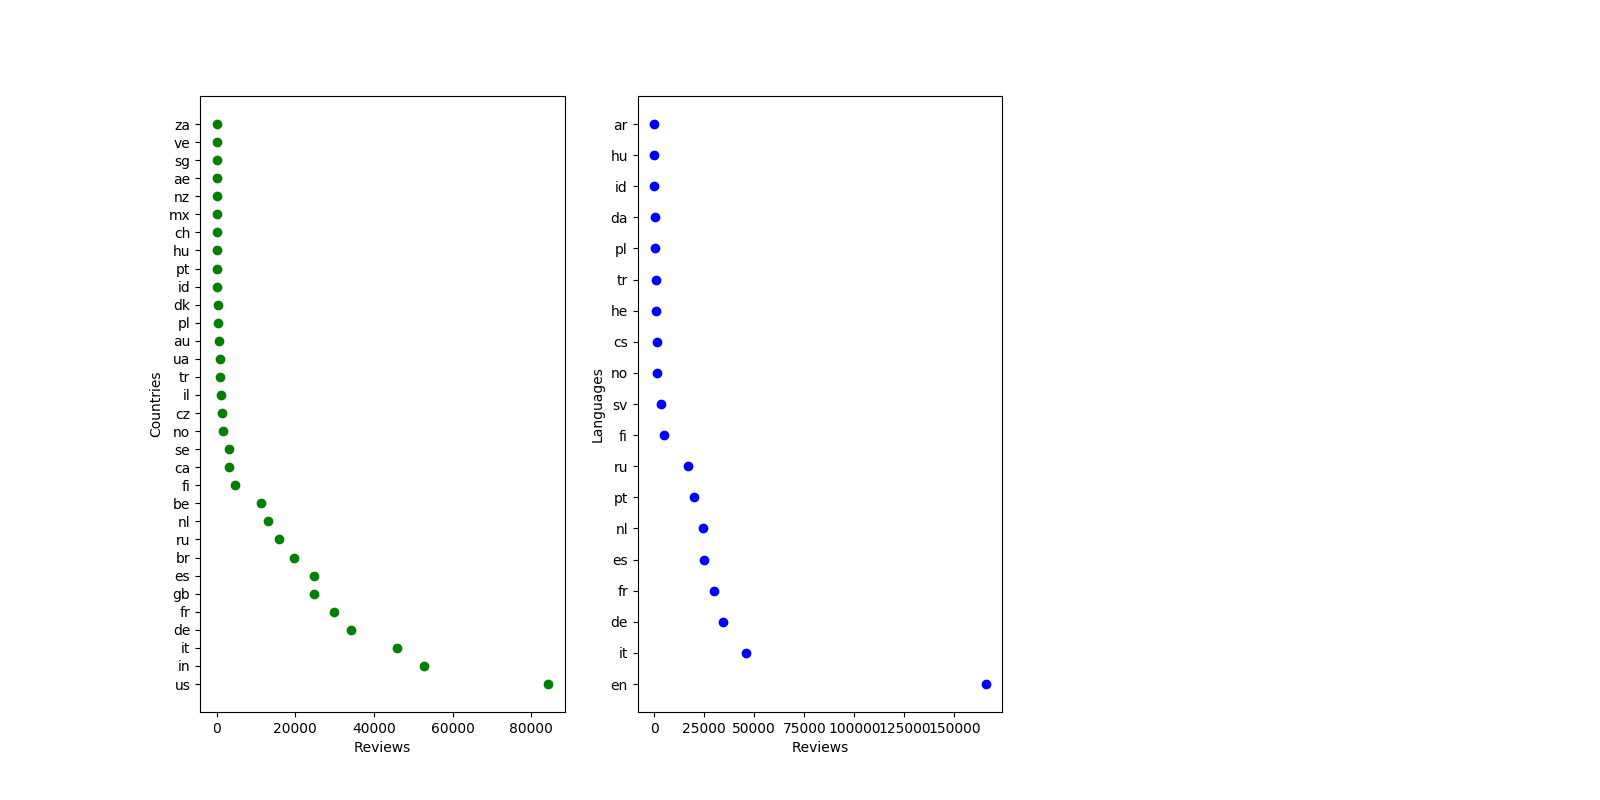 za
ve
sg
ae
nz
mx
ch
hu
pt
id
dk
pl
au
ua
tr
il
cz
no
se
ca
fi
be
nl
ru
br
es
gb
fr
de
it
in
us
Countries
0 20000 40000 60000 80000
Reviews
ar
hu
id
da
pl
tr
he
cs
no
sv
fi
ru
pt
nl
es
fr
de
it
en
Languages
0 25000 50000 75000 100000 125000 150000
Reviews